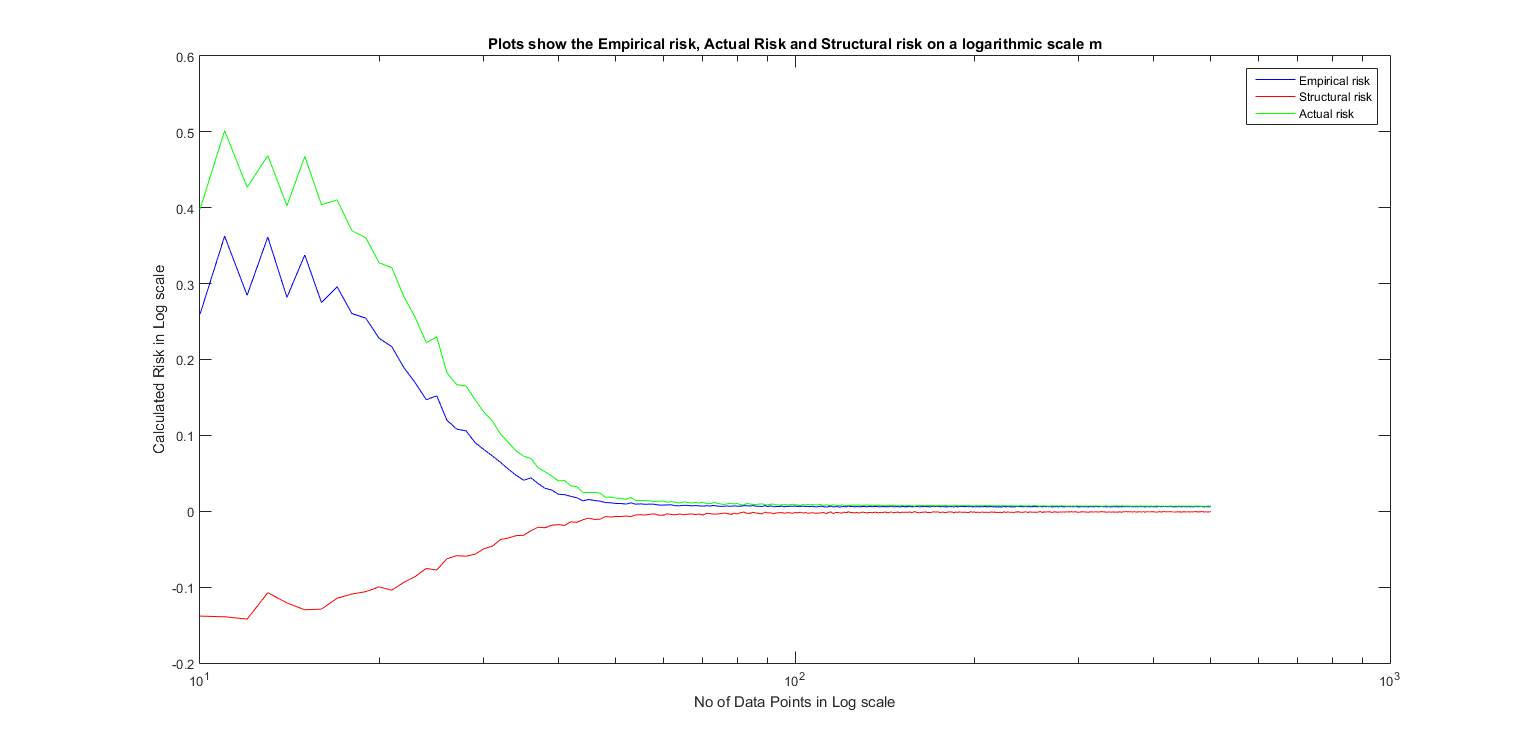 Plots show the Empirical risk, Actual Risk and Structural risk on a logarithmic scale m
0.6
0.5
0.4
0.3
0.2
0.1
0
-0.1
-0.2
Calculated Risk in Log scale
Empirical risk
Structural risk
Actual risk
10^1 10^2 10^3
No of Data Points in Log scale